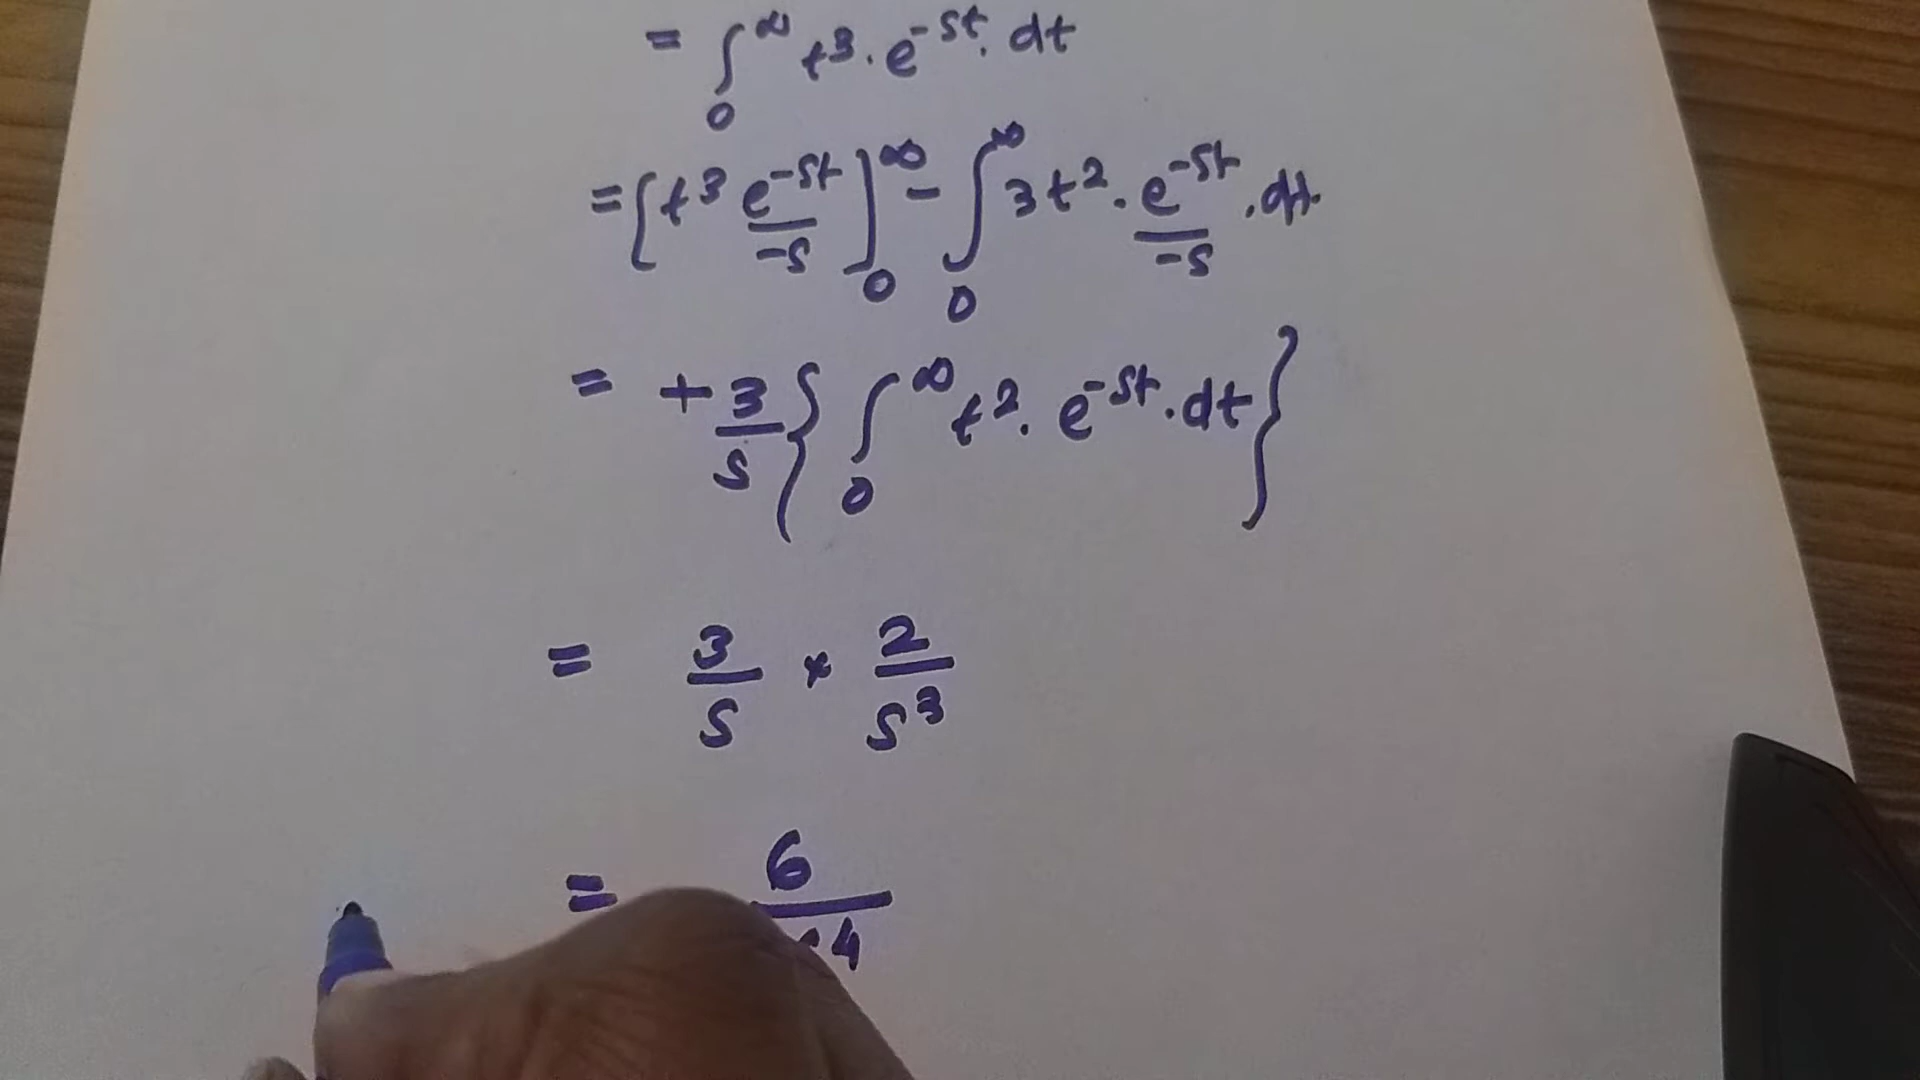 = ∫₀^∞ t³. e^{-st}. dt
= [t³ e^{-st}/-s]₀^∞ - ∫₀^∞ 3t². e^{-st}/-s .dt
= +3/s {∫₀^∞ t². e^{-st}.dt}
= 3/s × 2/s³
= 6/s⁴